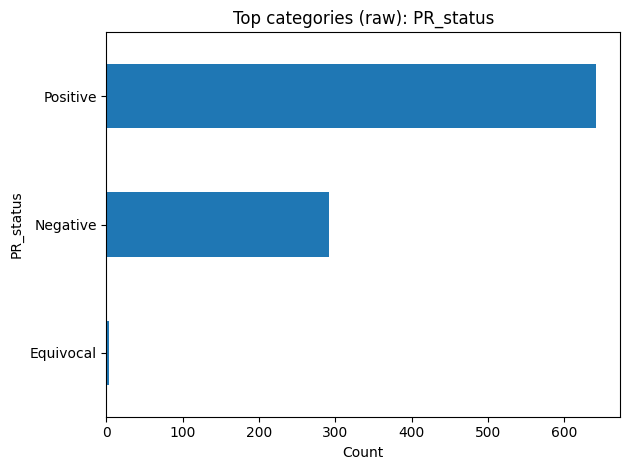 Top categories (raw): PR_status
PR_status
Positive
Negative
Equivocal
0 100 200 300 400 500 600
Count